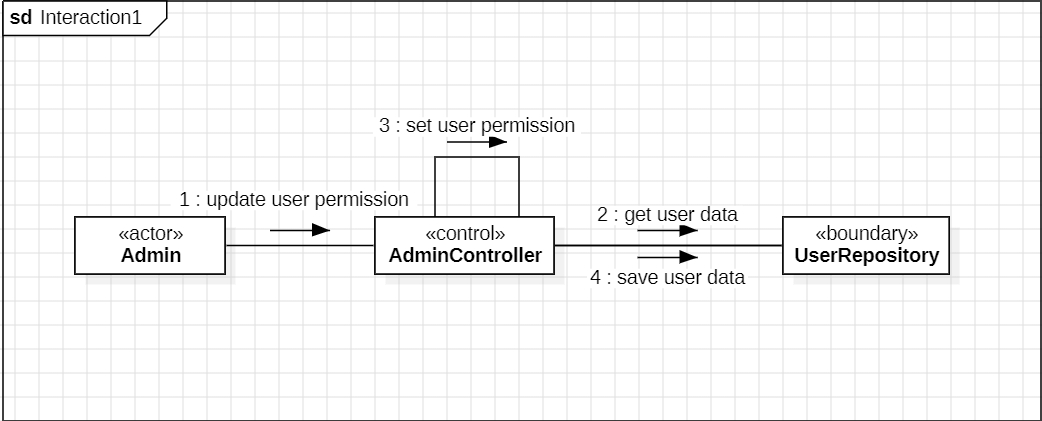 sd Interaction1
3 : set user permission
1 : update user permission
2 : get user data
«actor»
Admin
«control»
AdminController
«boundary»
UserRepository
4 : save user data